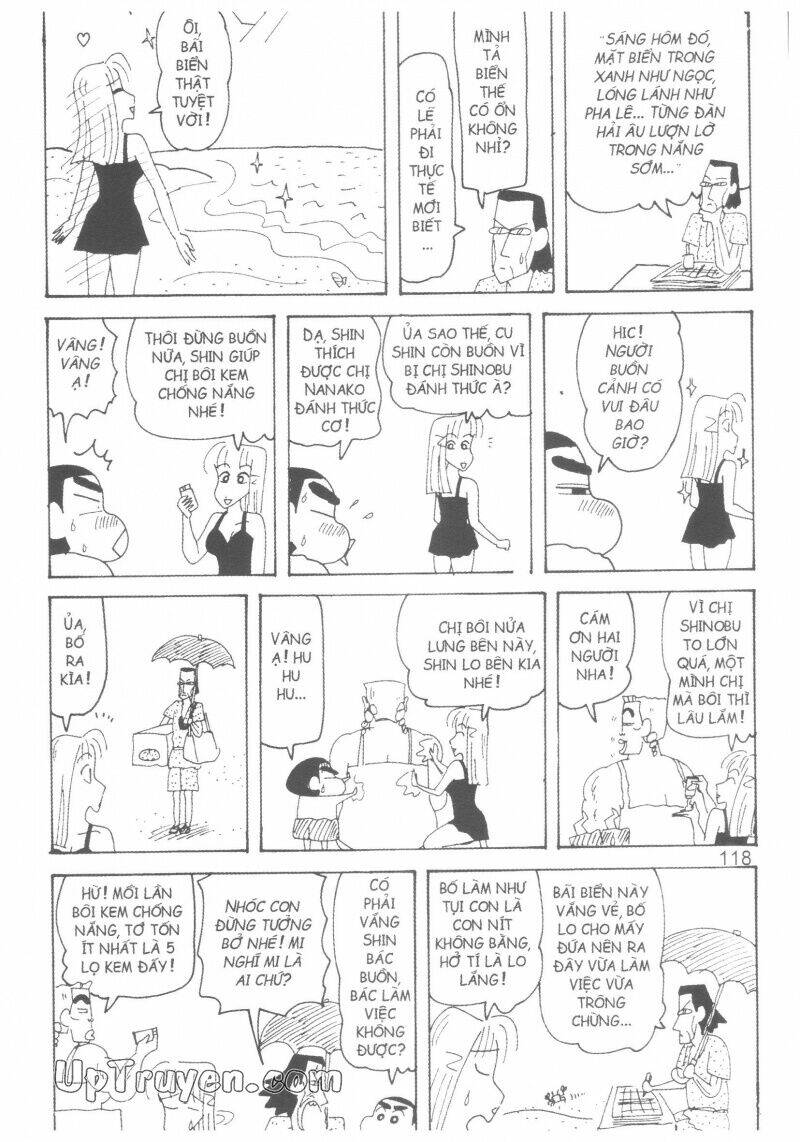 "SÁNG HÔM ĐÓ,
MẶT BIỂN TRONG
XANH NHƯ NGỌC,
LÓNG LÁNH NHƯ
PHA LÊ... TỪNG ĐÀN
HẢI ÂU LƯỢN LỜ
TRONG NẮNG
SỚM..."
MÌNH
TẢ
BIỂN
THẾ
CÓ ỔN
KHÔNG
NHỈ?
CÓ
LẼ
PHẢI
ĐI
THỰC
TẾ
MỚI
BIẾT
...
ÔI,
BÃI
BIỂN
THẬT
TUYỆT
VỜI!
HIC!
NGƯỜI
BUỒN
CẢNH CÓ
VUI ĐÂU
BAO
GIỜ?
ỦA SAO THẾ, CU
SHIN CÒN BUỒN VÌ
BỊ CHỊ SHINOBU
ĐÁNH THỨC À?
DẠ, SHIN
THÍCH
ĐƯỢC CHỊ
NANAKO
ĐÁNH THỨC
CƠ!
THÔI ĐỪNG BUỒN
NỮA, SHIN GIÚP
CHỊ BÔI KEM
CHỐNG NẮNG
NHÉ!
VÂNG!
VÂNG
Ạ!
VÌ CHỊ
SHINOBU
TO LỚN
QUÁ, MỘT
MÌNH CHỊ
MÀ BÔI THÌ
LÂU LẮM!
CÁM
ƠN HAI
NGƯỜI
NHA!
CHỊ BÔI NỬA
LƯNG BÊN NÀY,
SHIN LO BÊN KIA
NHÉ!
VÂNG
Ạ! HU
HU
HU...
ỦA,
BỐ
RA
KÌA!
118
BÃI BIỂN NÀY
VẮNG VẺ, BỐ
LO CHO MẤY
ĐỨA NÊN RA
ĐÂY VỪA LÀM
VIỆC VỪA
TRÔNG
CHỪNG...
BỐ LÀM NHƯ
TỤI CON LÀ
CON NÍT
KHÔNG BẰNG,
HỞ TÍ LÀ LO
LẮNG!
CÓ
PHẢI
VẮNG
SHIN
BÁC
BUỒN,
BÁC LÀM
VIỆC
KHÔNG
ĐƯỢC?
NHÓC CON
ĐỪNG TƯỞNG
BỞ NHÉ! MI
NGHĨ MI LÀ
AI CHỨ?
HỪ! MỖI LẦN
BÔI KEM CHỐNG
NẮNG, TỚ TỐN
ÍT NHẤT LÀ 5
LỌ KEM ĐẤY!
UpTruyen.com